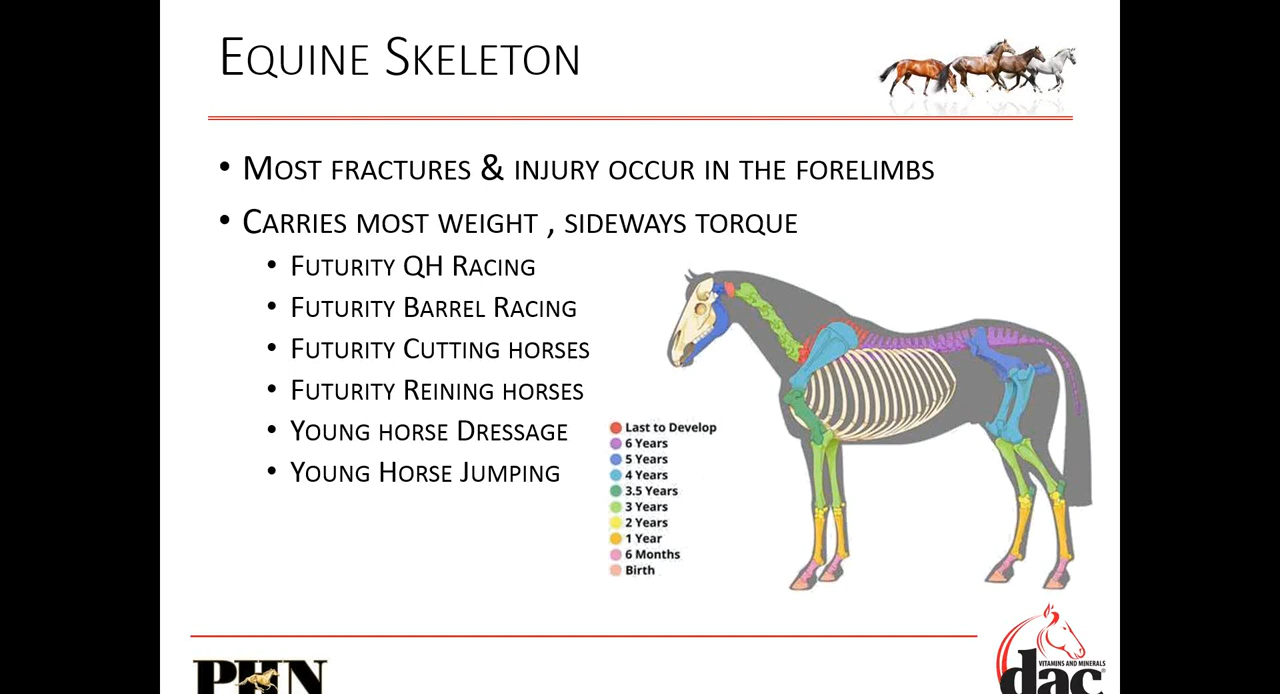 EQUINE SKELETON
• MOST FRACTURES & INJURY OCCUR IN THE FORELIMBS
• CARRIES MOST WEIGHT , SIDEWAYS TORQUE
• FUTURITY QH RACING
• FUTURITY BARREL RACING
• FUTURITY CUTTING HORSES
• FUTURITY REINING HORSES
• YOUNG HORSE DRESSAGE
• YOUNG HORSE JUMPING
Last to Develop
6 Years
5 Years
4 Years
3.5 Years
3 Years
2 Years
1 Year
6 Months
Birth
PHN
VITAMINS AND MINERALS
dac